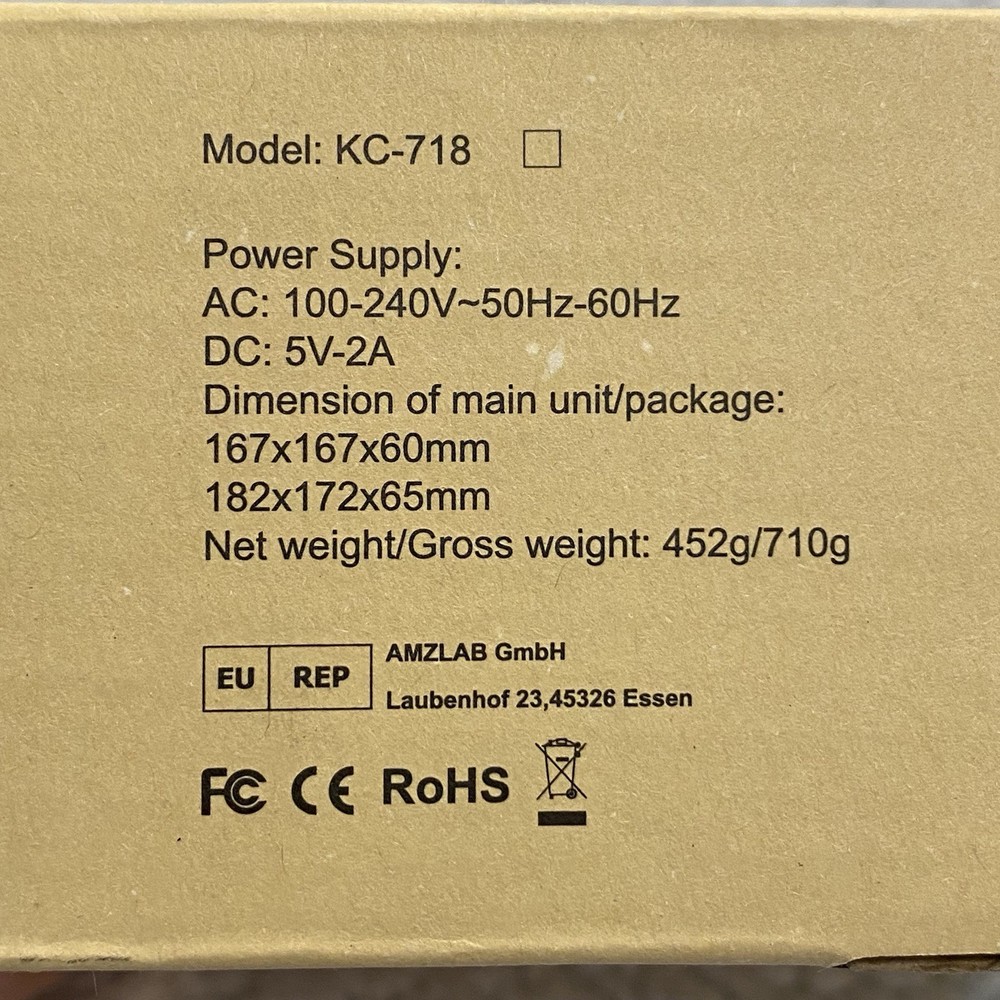 Model: KC-718
Power Supply:
AC: 100-240V~50Hz-60Hz
DC: 5V-2A
Dimension of main unit/package:
167x167x60mm
182x172x65mm
Net weight/Gross weight: 452g/710g
EU REP
AMZLAB GmbH
Laubenhof 23,45326 Essen
FC CE RoHS